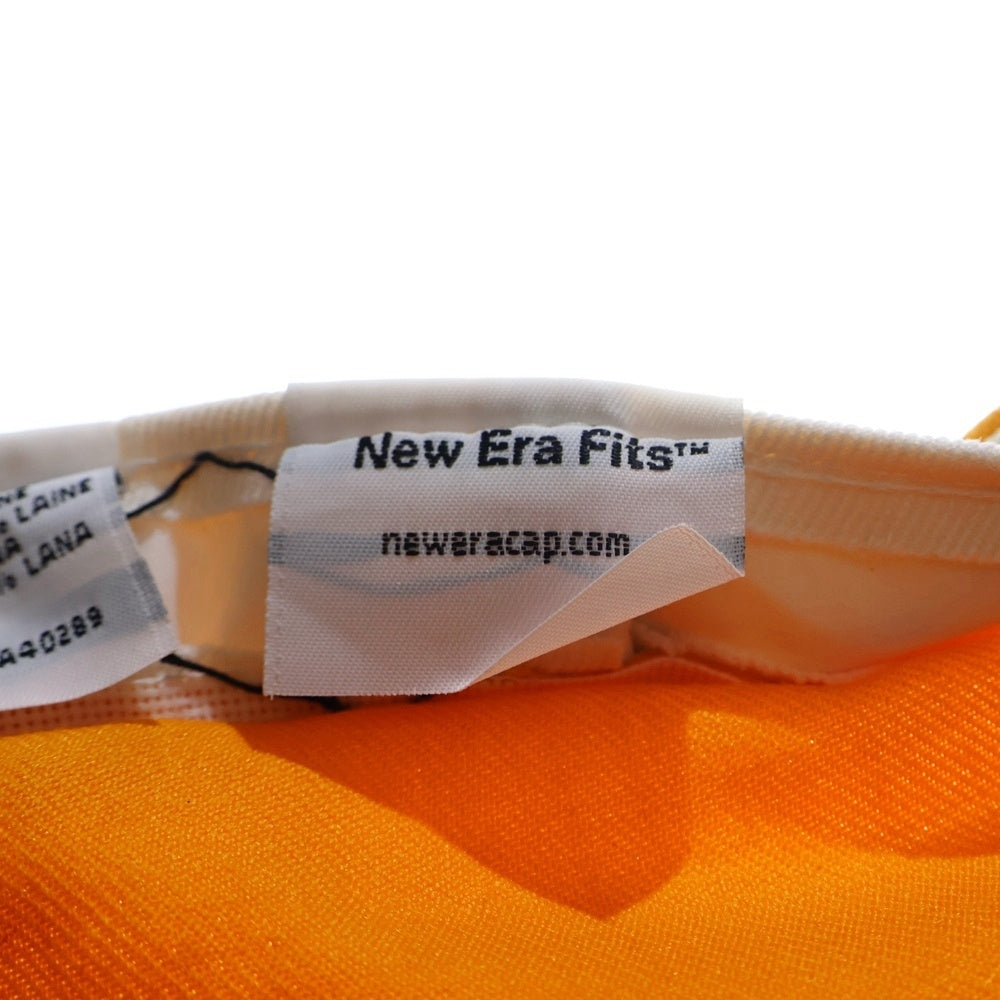 LAINE
LANA
A40289
New Era Fits™
neweracap.com